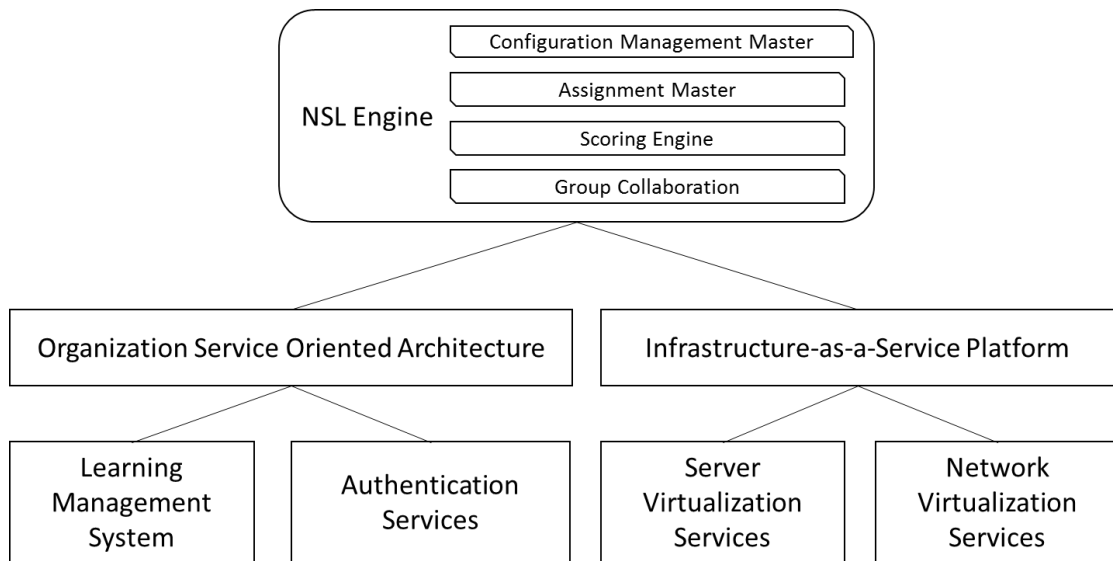 Configuration Management Master
Assignment Master
NSL Engine
Scoring Engine
Group Collaboration
Organization Service Oriented Architecture
Infrastructure-as-a-Service Platform
Learning
Management
System
Authentication
Services
Server
Virtualization
Services
Network
Virtualization
Services